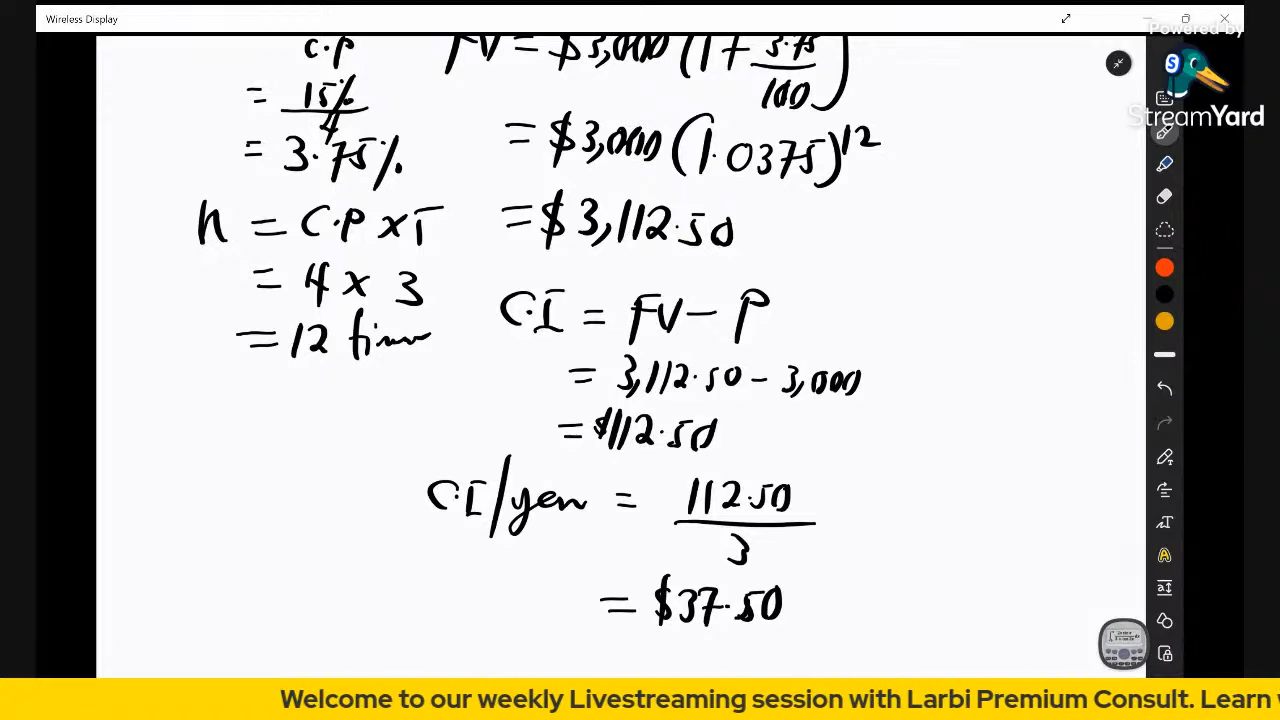 Wireless Display
Powered by
StreamYard
C.P
= 15%
4
= 3.75%
n = C.P x T
= 4 x 3
= 12 times
FV = $3,000 (1 + 3.75
100)
= $3,000 (1.0375)^12
= $3,112.50
C.I = FV - P
= 3,112.50 - 3,000
= $112.50
C.I/year = 112.50
3
= $37.50
Welcome to our weekly Livestreaming session with Larbi Premium Consult. Learn